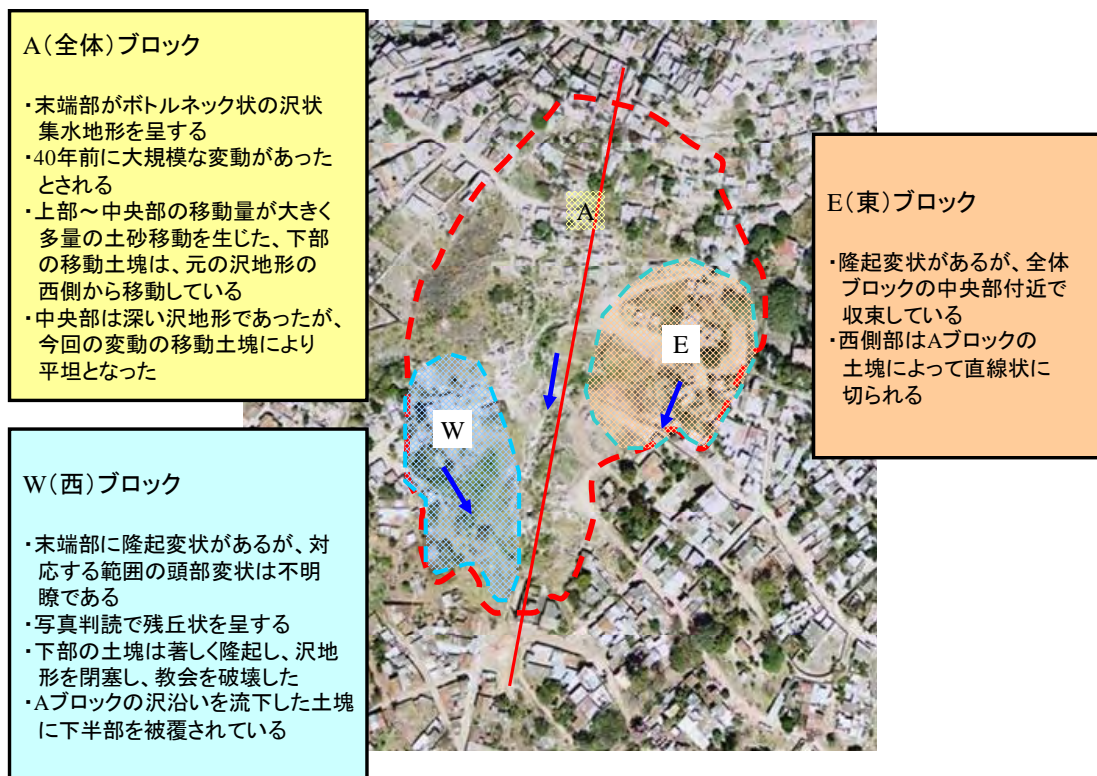 A(全体)ブロック
・末端部がボトルネック状の沢状
集水地形を呈する
・40年前に大規模な変動があった
とされる
・上部～中央部の移動量が大きく
多量の土砂移動を生じた、下部
の移動土塊は、元の沢地形の
西側から移動している
・中央部は深い沢地形であったが、
今回の変動の移動土塊により
平坦となった
W(西)ブロック
・末端部に隆起変状があるが、対
応する範囲の頭部変状は不明
瞭である
・写真判読で残丘状を呈する
・下部の土塊は著しく隆起し、沢地
形を閉塞し、教会を破壊した
・Aブロックの沢沿いを流下した土塊
に下半部を被覆されている
A
E
W
E(東)ブロック
・隆起変状があるが、全体
ブロックの中央部付近で
収束している
・西側部はAブロックの
土塊によって直線状に
切られる